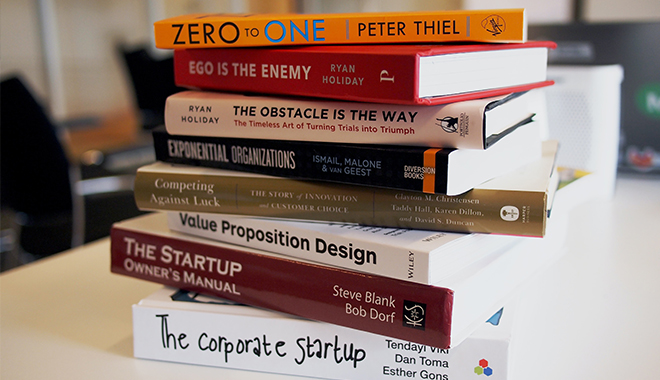 ZERO TO ONE PETER THIEL
EGO IS THE ENEMY RYAN HOLIDAY P
RYAN HOLIDAY THE OBSTACLE IS THE WAY
The Timeless Art of Turning Trials into Triumph
EXPONENTIAL ORGANIZATIONS ISMAIL, MALONE & VAN GEEST DIVERSION BOOKS
Competing Against Luck THE STORY OF INNOVATION AND CUSTOMER CHOICE Clayton M. Christensen
Taddy Hall, Karen Dillon,
and David S. Duncan
Value Proposition Design WILEY
THE STARTUP
OWNER'S MANUAL
Steve Blank
Bob Dorf
The corporate startup
Tendayi Viki
Dan Toma
Esther Gons